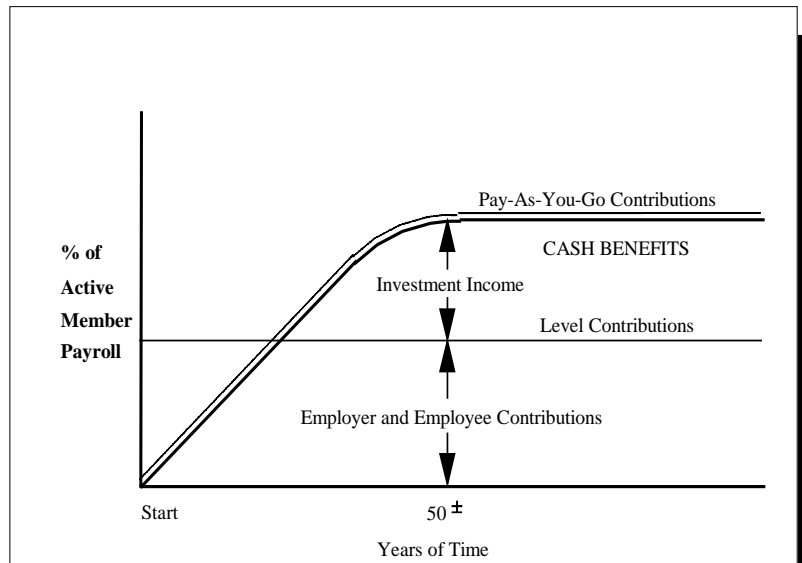 Pay-As-You-Go Contributions
CASH BENEFITS
% of
Active
Member
Payroll
Investment Income
Level Contributions
Employer and Employee Contributions
Start
50 ±
Years of Time